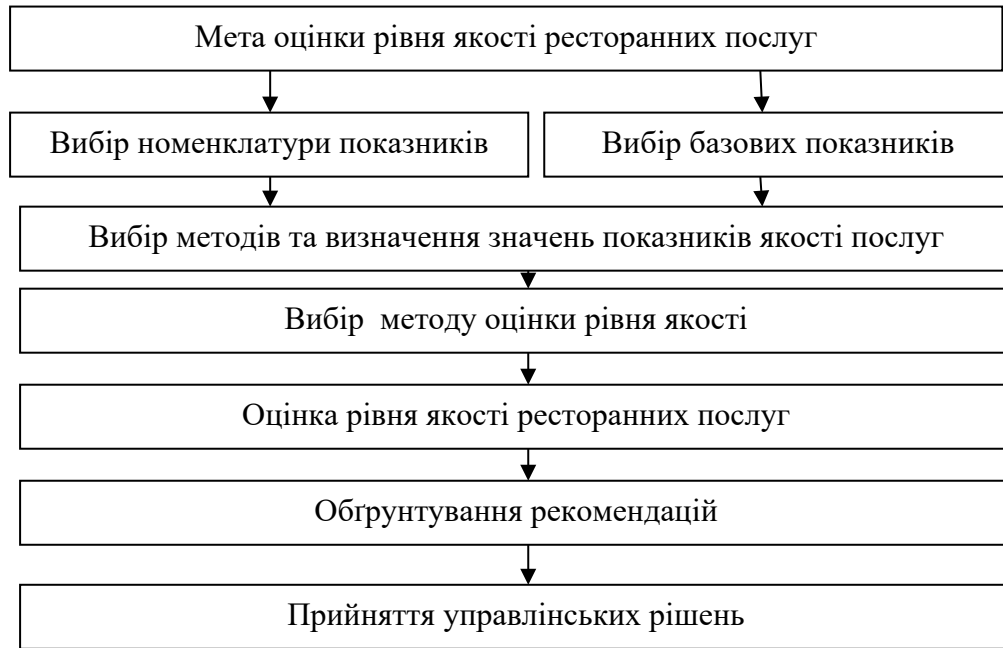 Мета оцінки рівня якості ресторанних послуг
Вибір номенклатури показників
Вибір базових показників
Вибір методів та визначення значень показників якості послуг
Вибір методу оцінки рівня якості
Оцінка рівня якості ресторанних послуг
Обґрунтування рекомендацій
Прийняття управлінських рішень